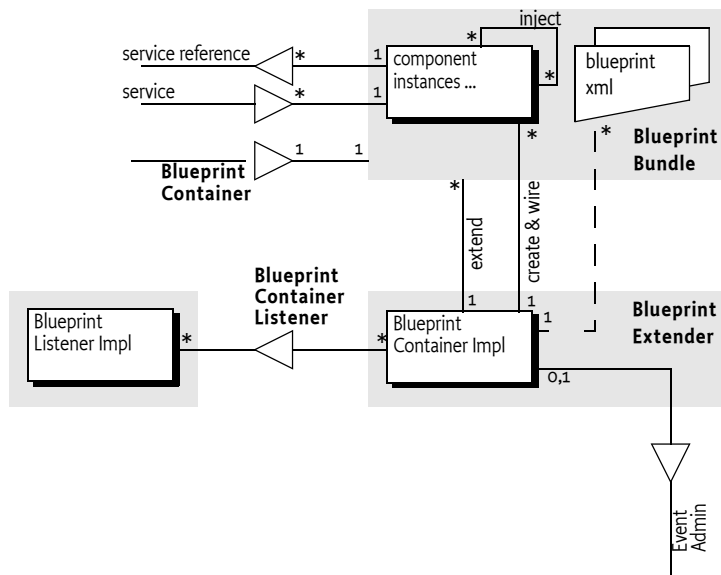 inject
*
*
service reference
*
1
component
instances ...
blueprint
xml
service
*
1
*
*
Blueprint
Bundle
1
1
Blueprint
Container
*
extend
create & wire
1
1
Blueprint
Container
Listener
Blueprint
Extender
1
Blueprint
Listener Impl
*
*
Blueprint
Container Impl
0,1
Event
Admin